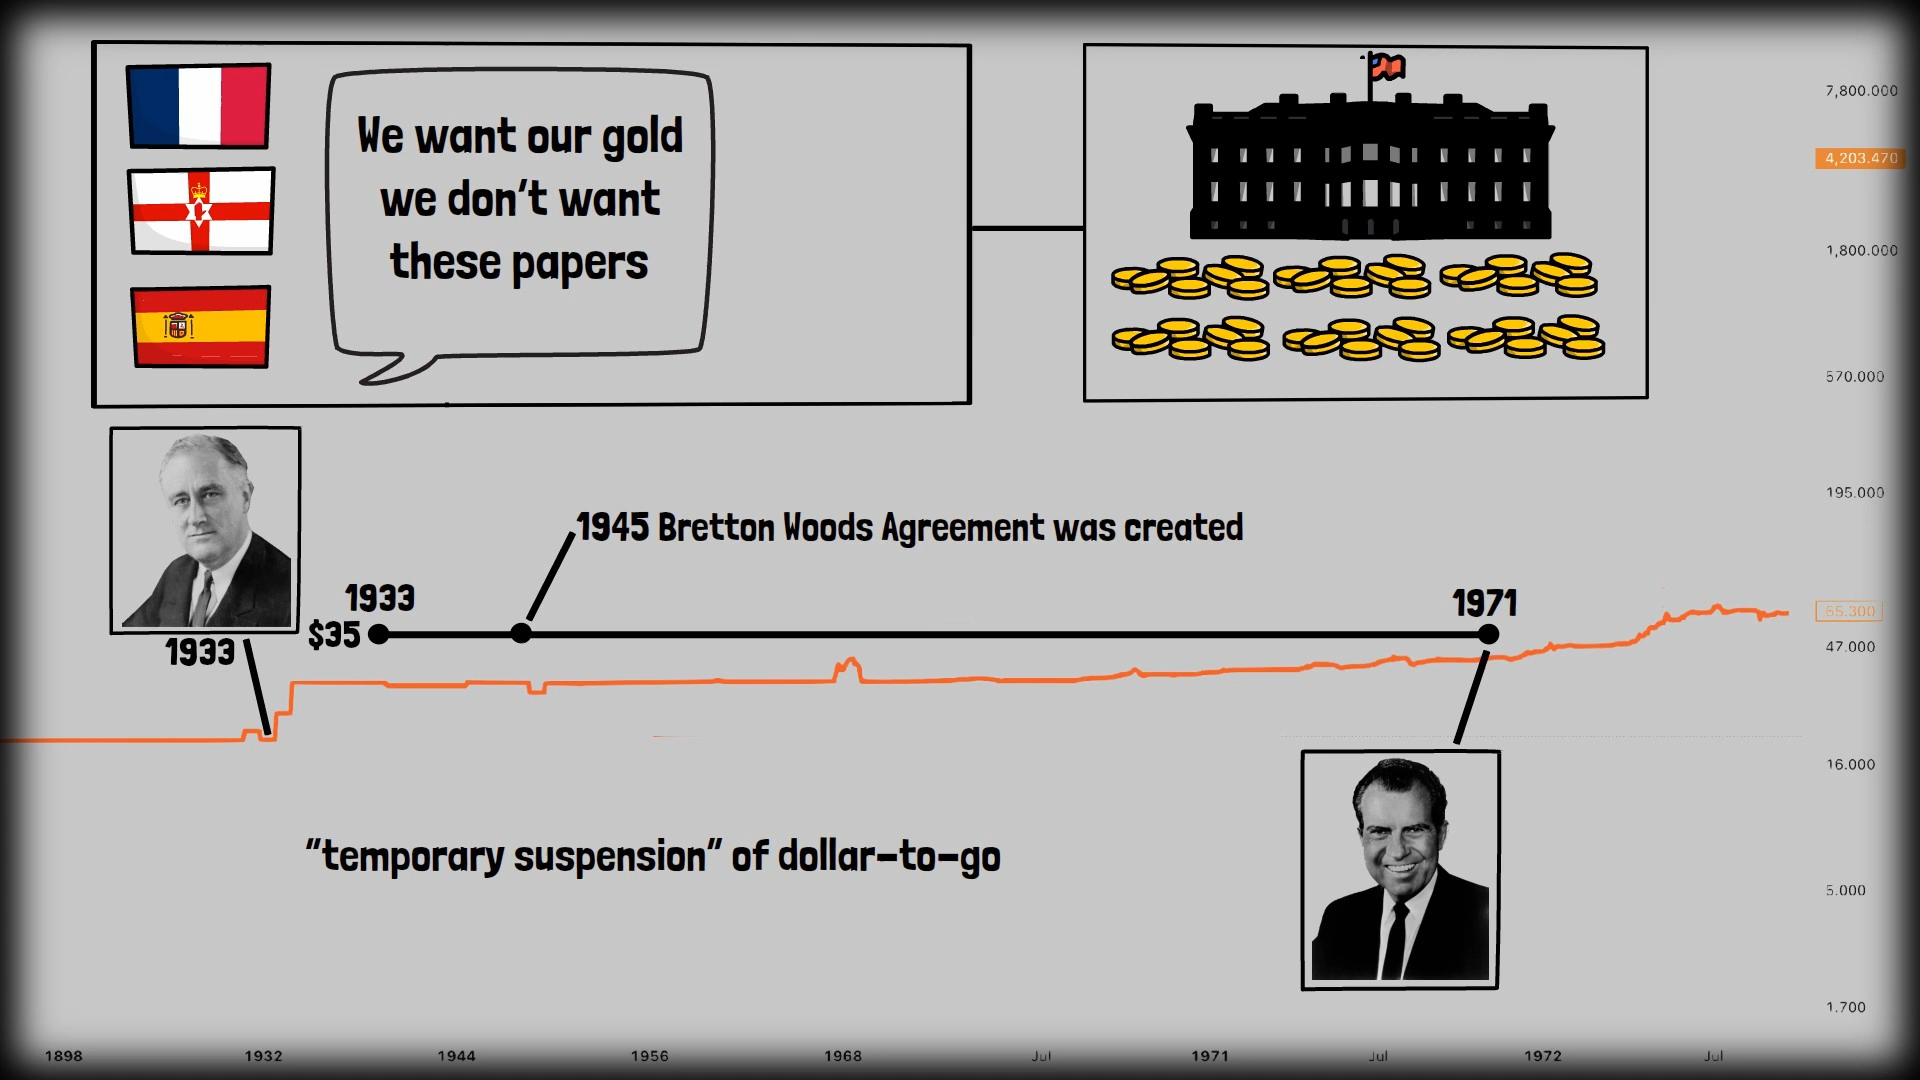 We want our gold
we don't want
these papers
7,800.000
4,203.470
1,800.000
570.000
195.000
1945 Bretton Woods Agreement was created
1933
$35
1971
1933
65.300
47.000
16.000
"temporary suspension" of dollar-to-go
5.000
1.700
1898 1932 1944 1956 1968 Jul 1971 Jul 1972 Jul